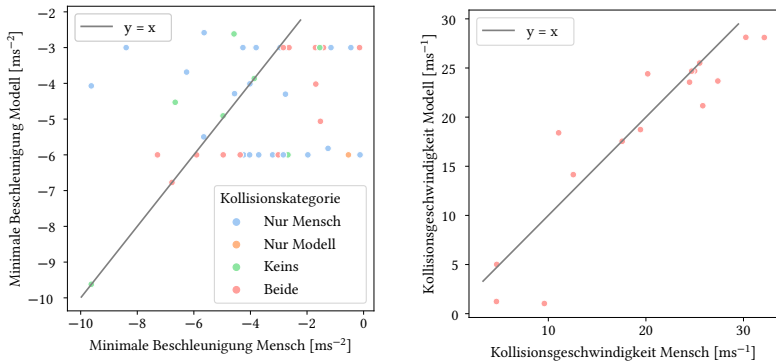 y = x
−2
−3
−4
−5
−6
−7
−8
−9
−10
Minimale Beschleunigung Modell [ms−2]
Kollisionskategorie
Nur Mensch
Nur Modell
Keins
Beide
−10 −8 −6 −4 −2 0
Minimale Beschleunigung Mensch [ms−2]
y = x
30
25
20
15
10
5
0
Kollisionsgeschwindigkeit Modell [ms−1]
10 20 30
Kollisionsgeschwindigkeit Mensch [ms−1]